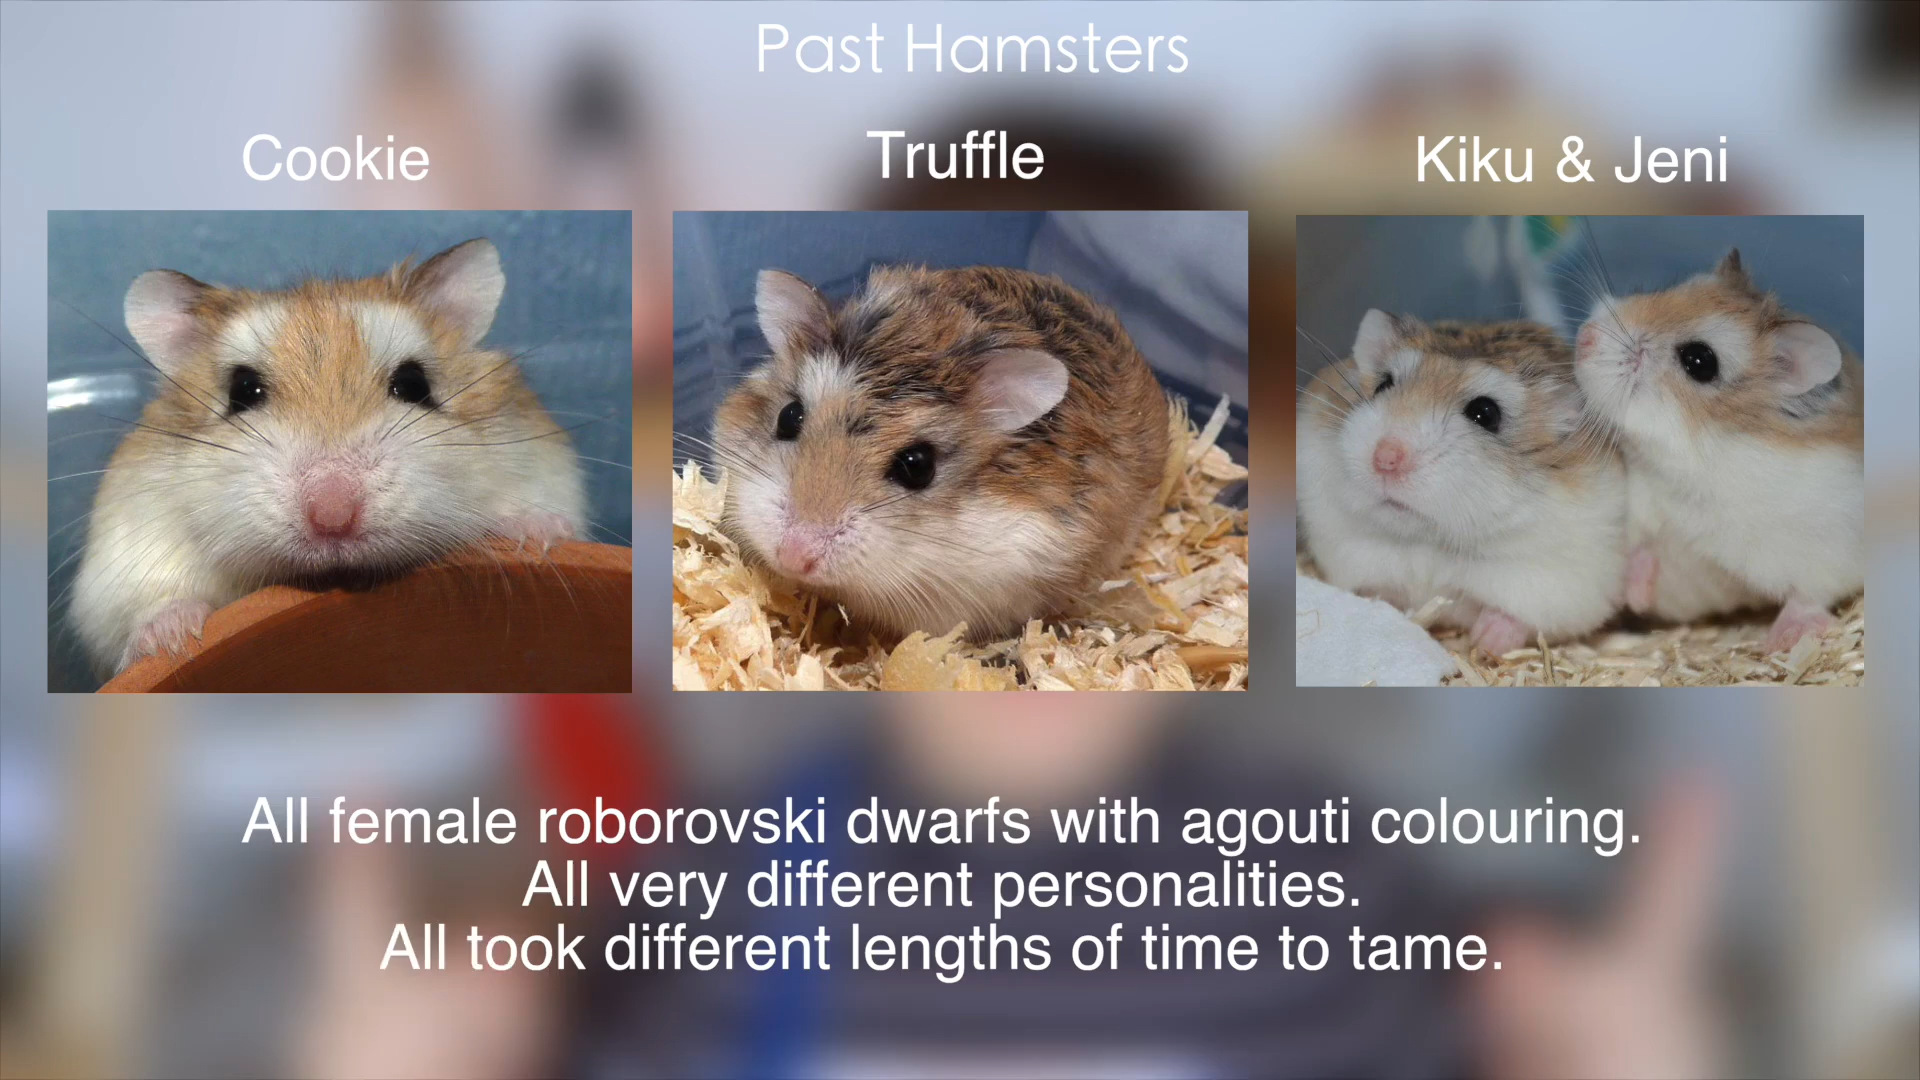 Past Hamsters
Cookie
Truffle
Kiku & Jeni
All female roborovski dwarfs with agouti colouring.
All very different personalities.
All took different lengths of time to tame.